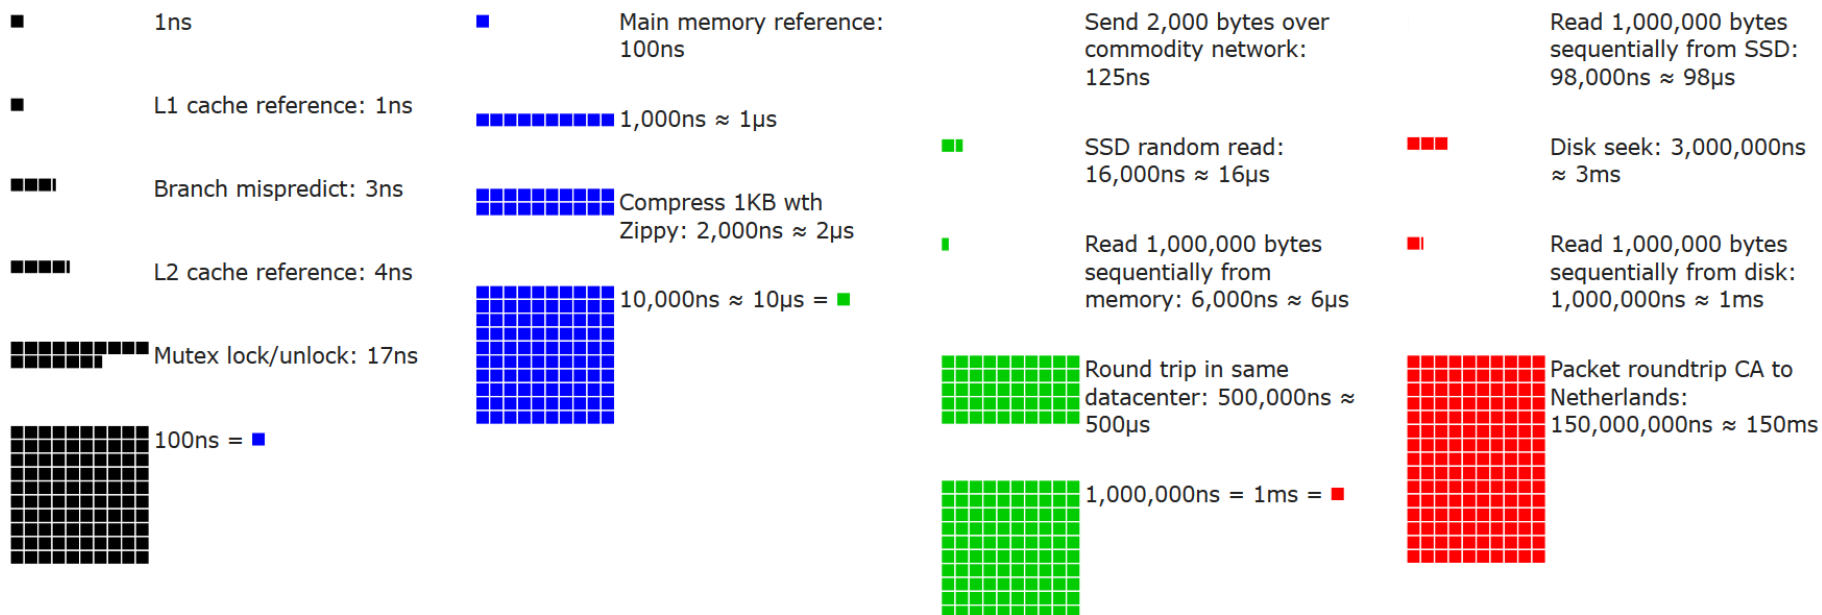 1ns
L1 cache reference: 1ns
Branch mispredict: 3ns
L2 cache reference: 4ns
Mutex lock/unlock: 17ns
100ns =
Main memory reference:
100ns
1,000ns ≈ 1μs
Compress 1KB wth
Zippy: 2,000ns ≈ 2μs
10,000ns ≈ 10μs =
Send 2,000 bytes over
commodity network:
125ns
SSD random read:
16,000ns ≈ 16μs
Read 1,000,000 bytes
sequentially from
memory: 6,000ns ≈ 6μs
Round trip in same
datacenter: 500,000ns ≈
500μs
1,000,000ns = 1ms =
Read 1,000,000 bytes
sequentially from SSD:
98,000ns ≈ 98μs
Disk seek: 3,000,000ns
≈ 3ms
Read 1,000,000 bytes
sequentially from disk:
1,000,000ns ≈ 1ms
Packet roundtrip CA to
Netherlands:
150,000,000ns ≈ 150ms